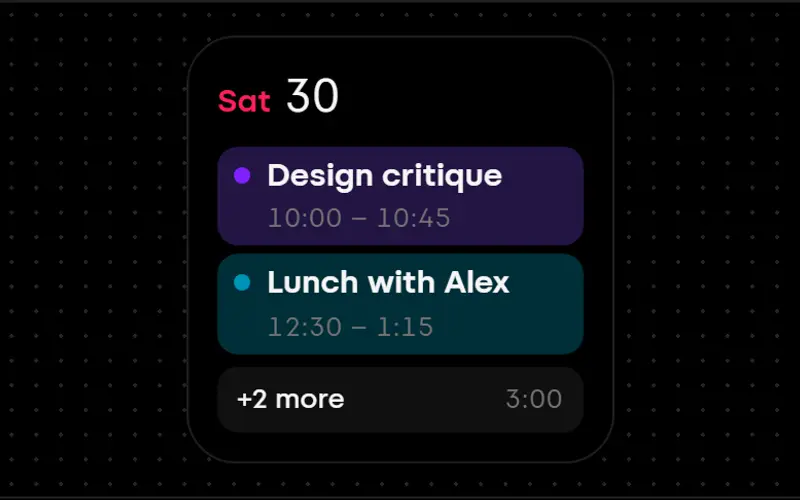 Sat 30
Design critique
10:00 – 10:45
Lunch with Alex
12:30 – 1:15
+2 more 3:00